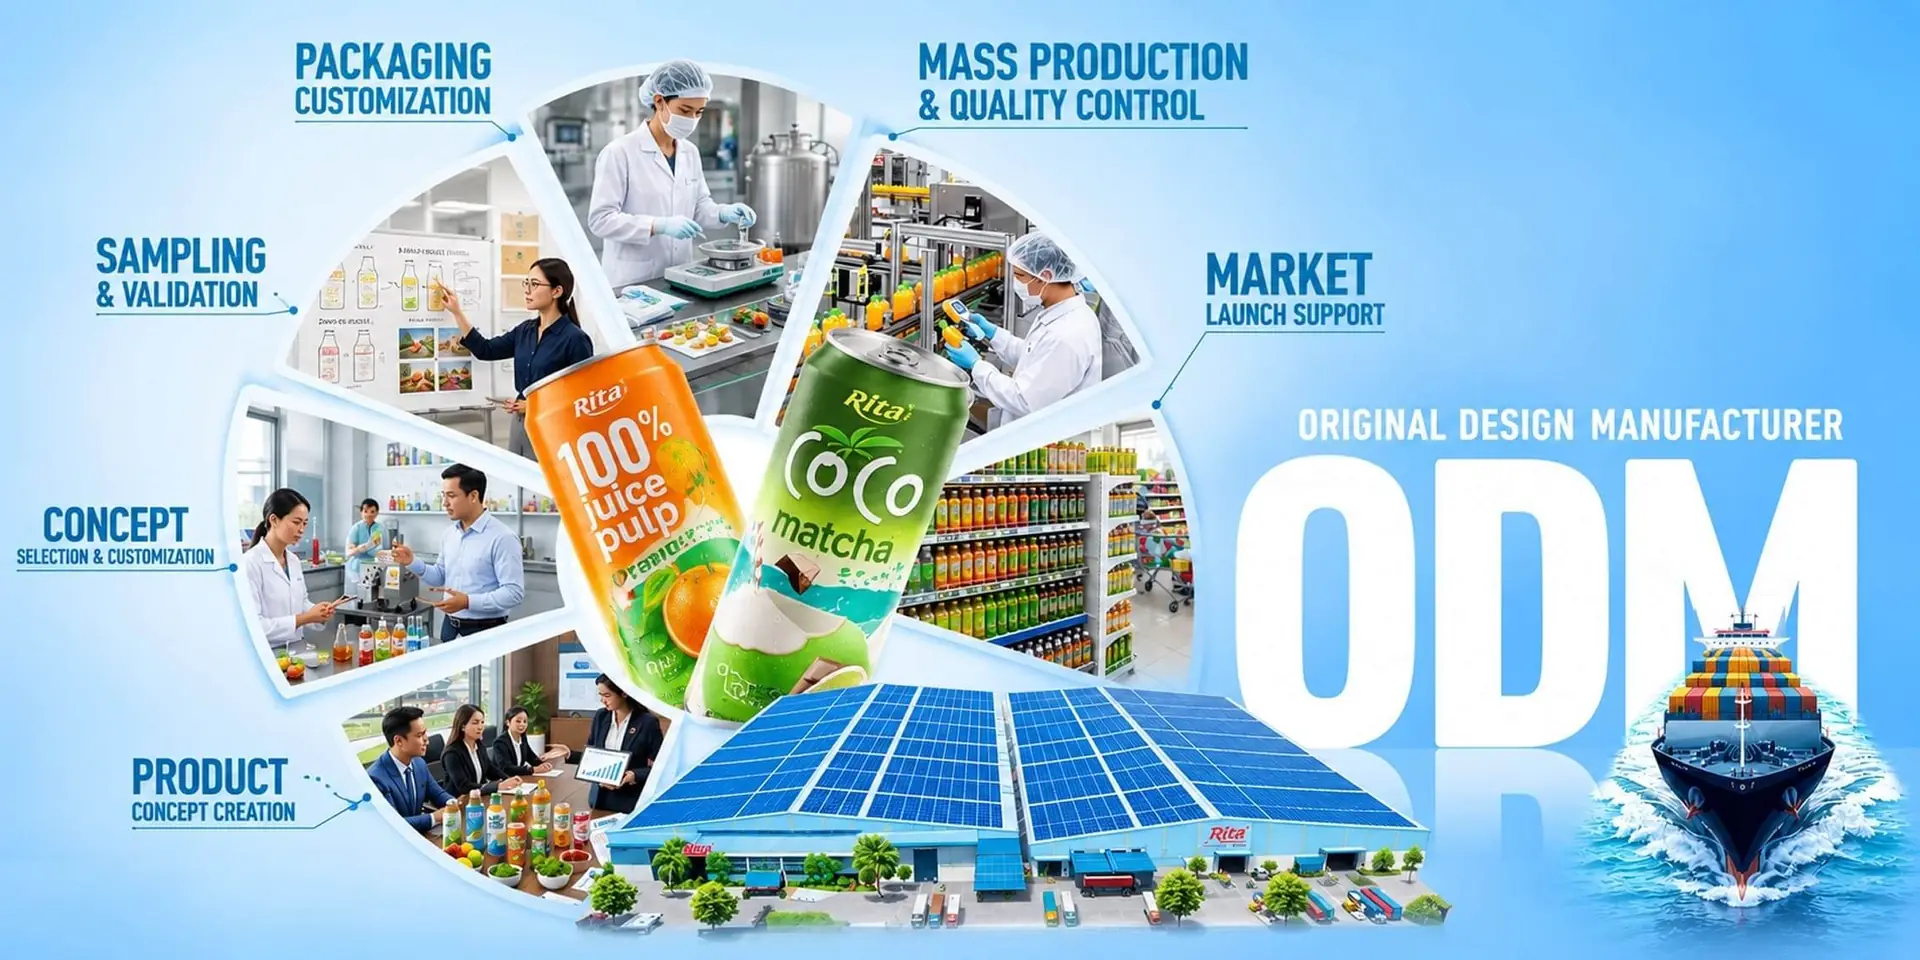 PACKAGING
CUSTOMIZATION
MASS PRODUCTION
& QUALITY CONTROL
SAMPLING
& VALIDATION
MARKET
LAUNCH SUPPORT
CONCEPT
SELECTION & CUSTOMIZATION
PRODUCT
CONCEPT CREATION
Rita
100%
juice
pulp
Rita
CoCo
matcha
ORIGINAL DESIGN MANUFACTURER
ODM
Rita